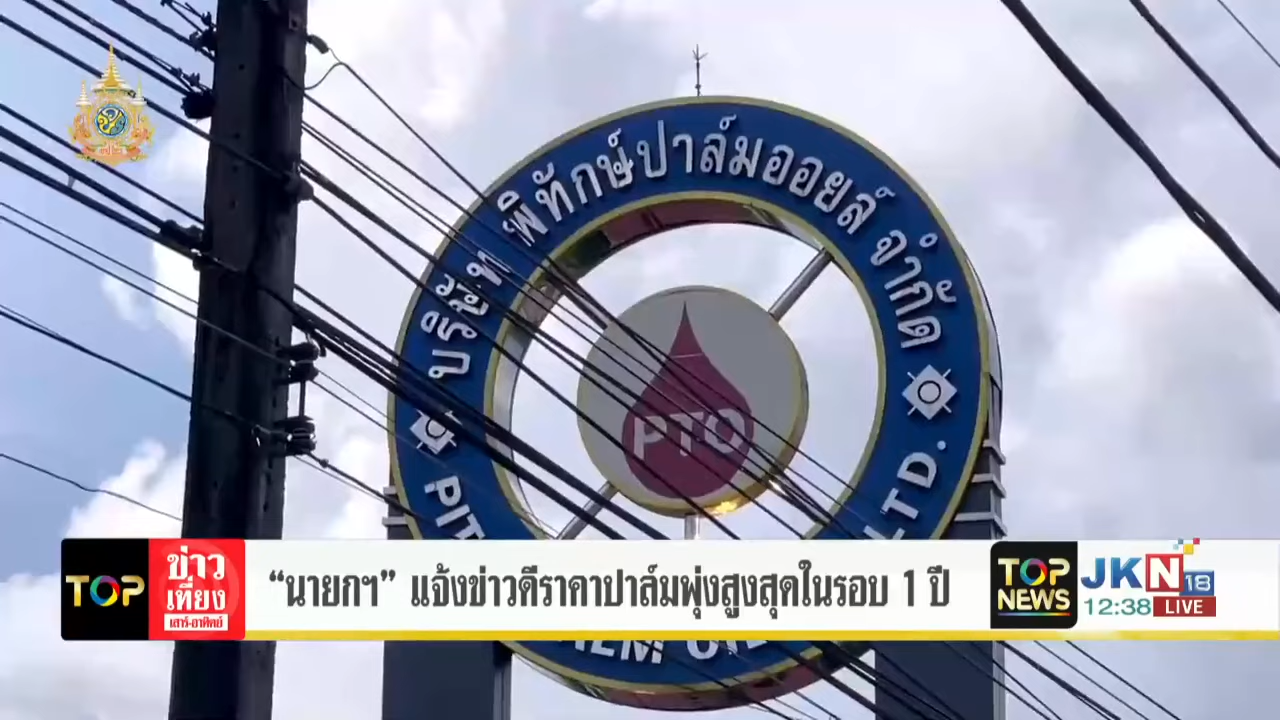 บริษัท พิทักษ์ปาล์มออยล์ จำกัด
PTO
LTD.
TOP
ข่าว
เที่ยง
เสาร์-อาทิตย์
“นายกฯ” แจ้งข่าวดีราคาปาล์มพุ่งสูงสุดในรอบ 1 ปี
TOP
NEWS
JKN18
12:38 LIVE